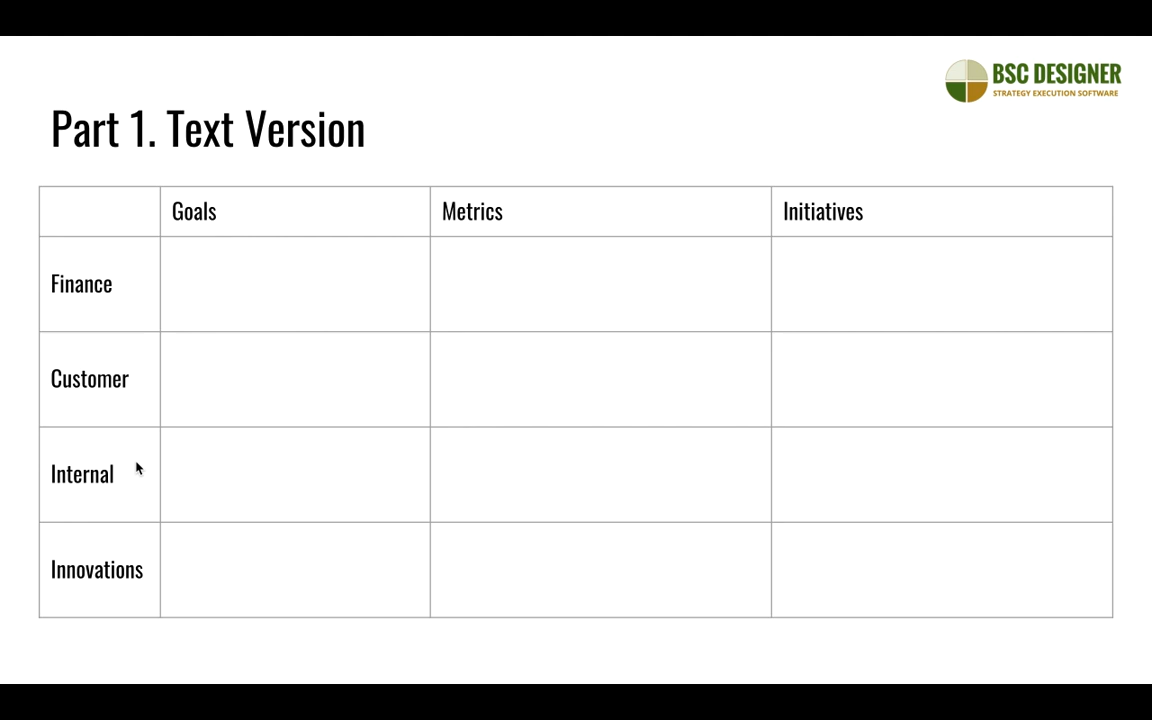 BSC DESIGNER
STRATEGY EXECUTION SOFTWARE
Part 1. Text Version
Goals Metrics Initiatives
Finance
Customer
Internal
Innovations